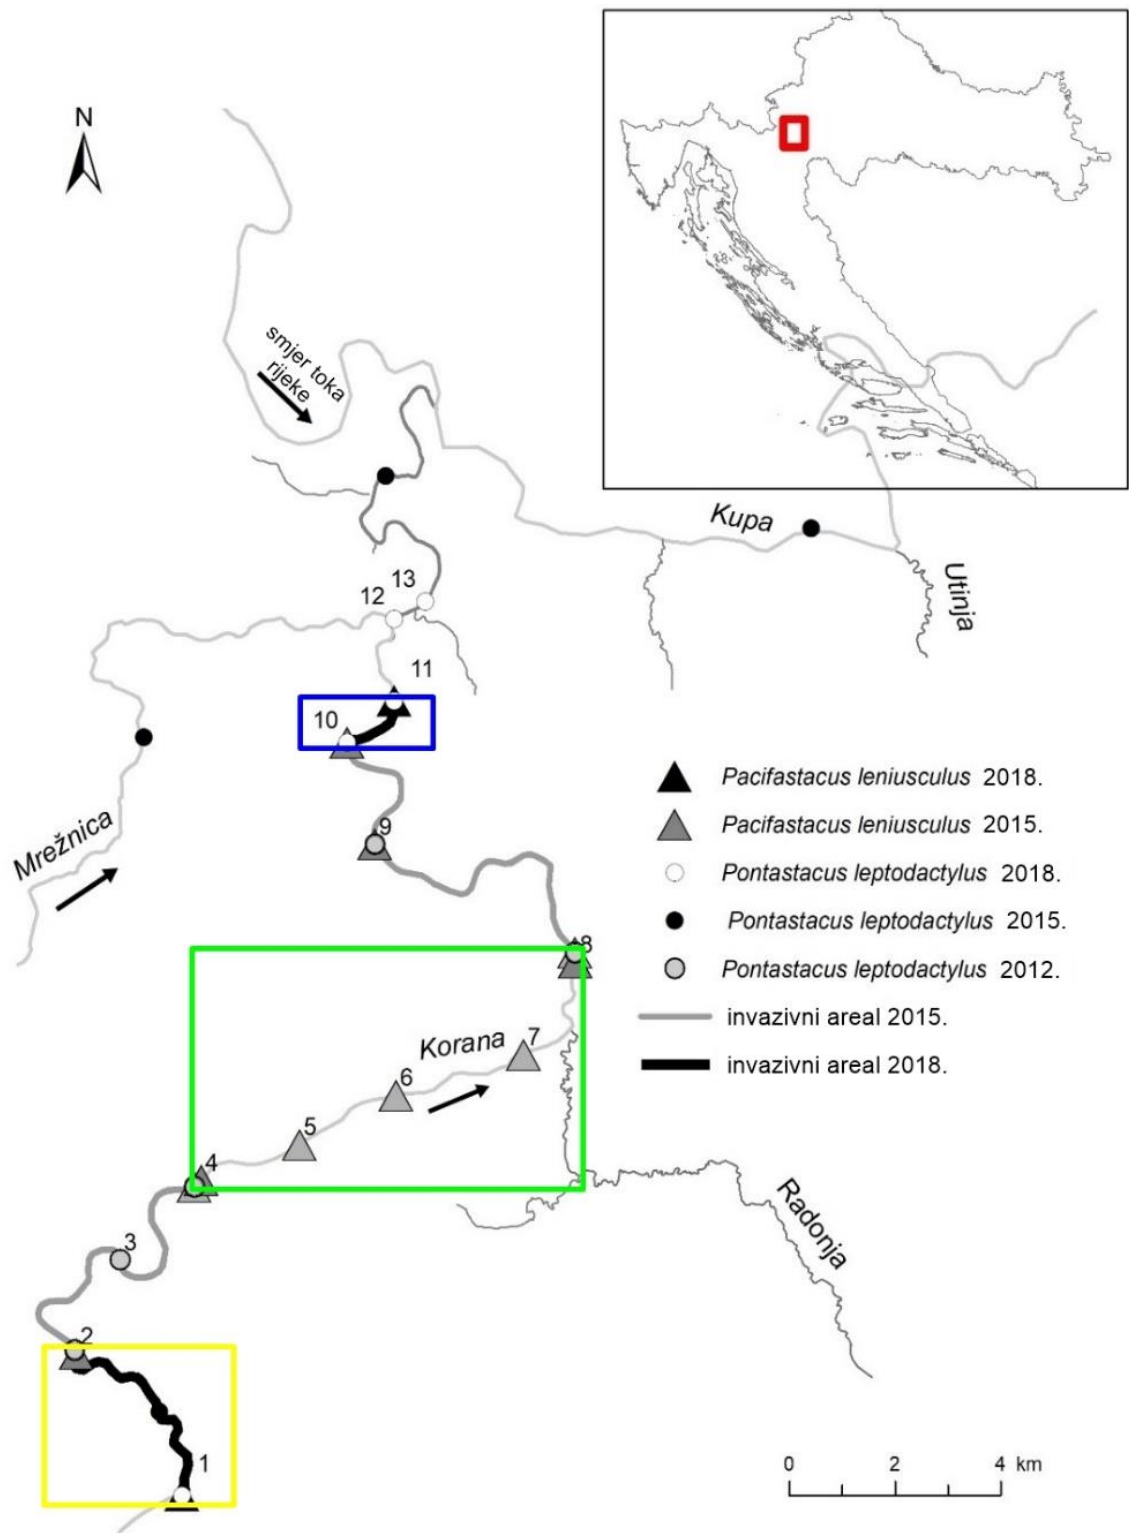 N
smjer toka
rijeke
Kupa
Utinja
13
12
11
10
Mrežnica
9
8
Pacifastacus leniusculus 2018.
Pacifastacus leniusculus 2015.
Pontastacus leptodactylus 2018.
Pontastacus leptodactylus 2015.
Pontastacus leptodactylus 2012.
invazivni areal 2015.
invazivni areal 2018.
Korana
7
6
5
4
3
2
1
Radonja
0 2 4 km